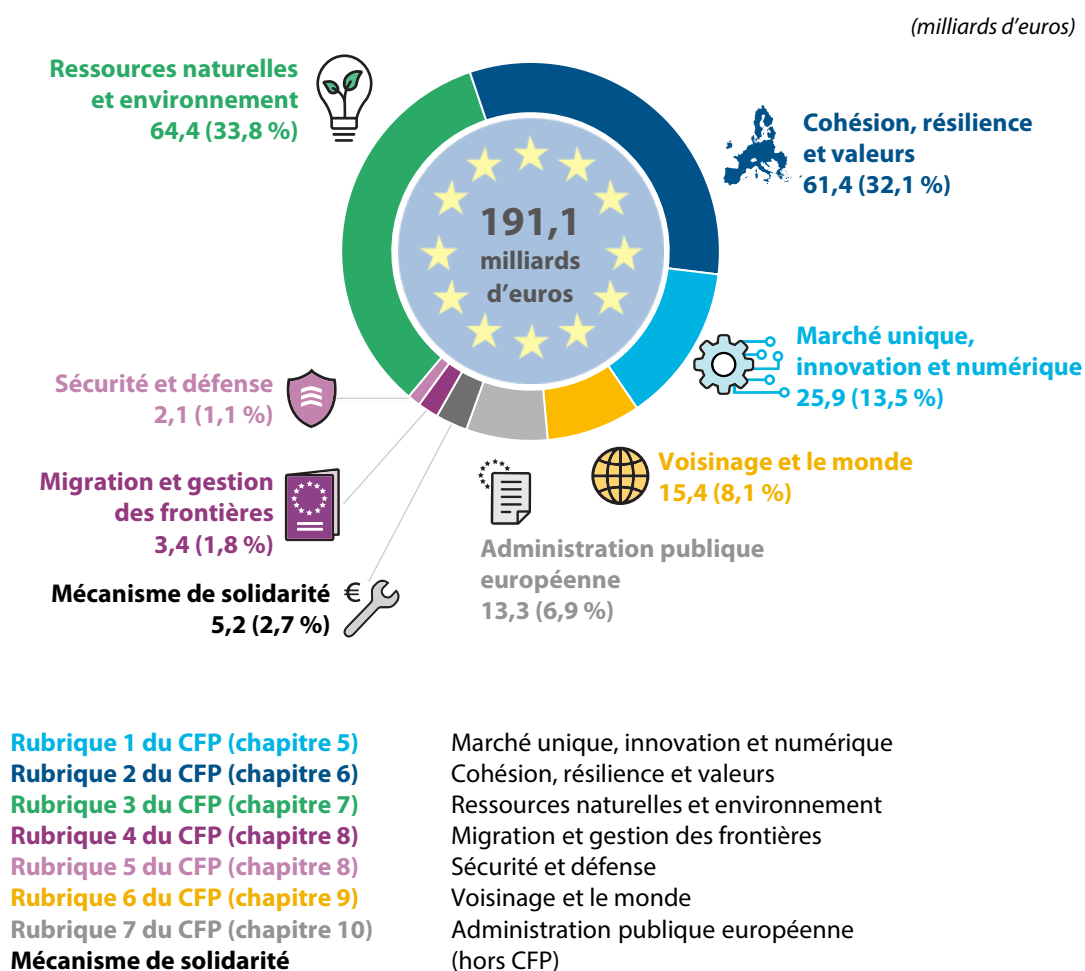 (milliards d’euros)
Ressources naturelles
et environnement
64,4 (33,8 %)
Cohésion, résilience
et valeurs
61,4 (32,1 %)
191,1
milliards
d’euros
Marché unique,
innovation et numérique
25,9 (13,5 %)
Sécurité et défense
2,1 (1,1 %)
Voisinage et le monde
15,4 (8,1 %)
Migration et gestion
des frontières
3,4 (1,8 %)
Administration publique
européenne
13,3 (6,9 %)
Mécanisme de solidarité €
5,2 (2,7 %)
Rubrique 1 du CFP (chapitre 5) Marché unique, innovation et numérique
Rubrique 2 du CFP (chapitre 6) Cohésion, résilience et valeurs
Rubrique 3 du CFP (chapitre 7) Ressources naturelles et environnement
Rubrique 4 du CFP (chapitre 8) Migration et gestion des frontières
Rubrique 5 du CFP (chapitre 8) Sécurité et défense
Rubrique 6 du CFP (chapitre 9) Voisinage et le monde
Rubrique 7 du CFP (chapitre 10) Administration publique européenne
Mécanisme de solidarité (hors CFP)